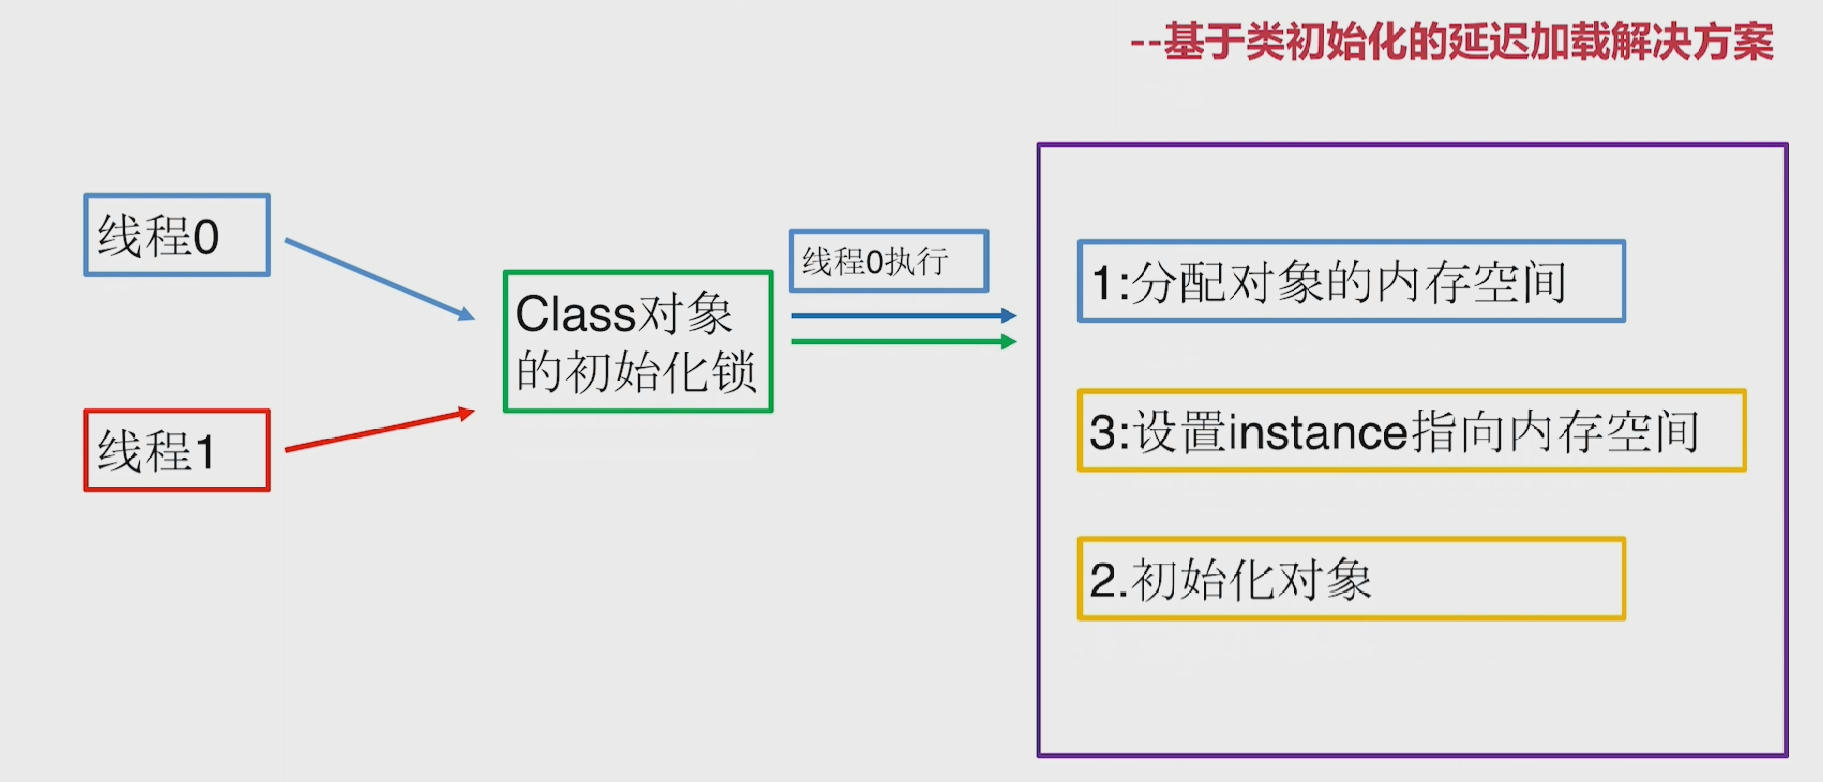 --基于类初始化的延迟加载解决方案
线程0
线程1
Class对象
的初始化锁
线程0执行
1:分配对象的内存空间
3:设置instance指向内存空间
2.初始化对象